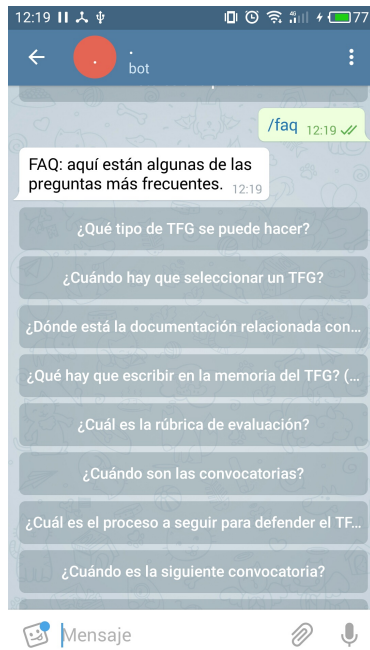 12:19
77
.
.
bot
/faq 12:19
FAQ: aquí están algunas de las
preguntas más frecuentes. 12:19
¿Qué tipo de TFG se puede hacer?
¿Cuándo hay que seleccionar un TFG?
¿Dónde está la documentación relacionada con...
¿Qué hay que escribir en la memoria del TFG? (...
¿Cuál es la rúbrica de evaluación?
¿Cuándo son las convocatorias?
¿Cuál es el proceso a seguir para defender el TF...
¿Cuándo es la siguiente convocatoria?
Mensaje